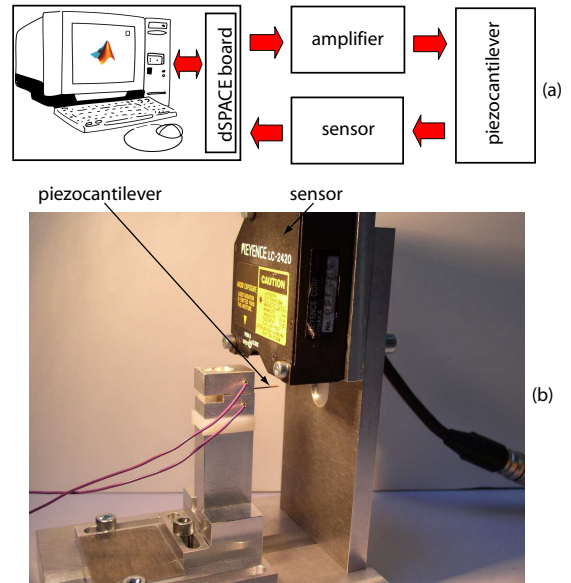 amplifier
dSPACE board
sensor
piezocantilever
(a)
piezocantilever
sensor
KEYENCE LC-2420
CAUTION
(b)